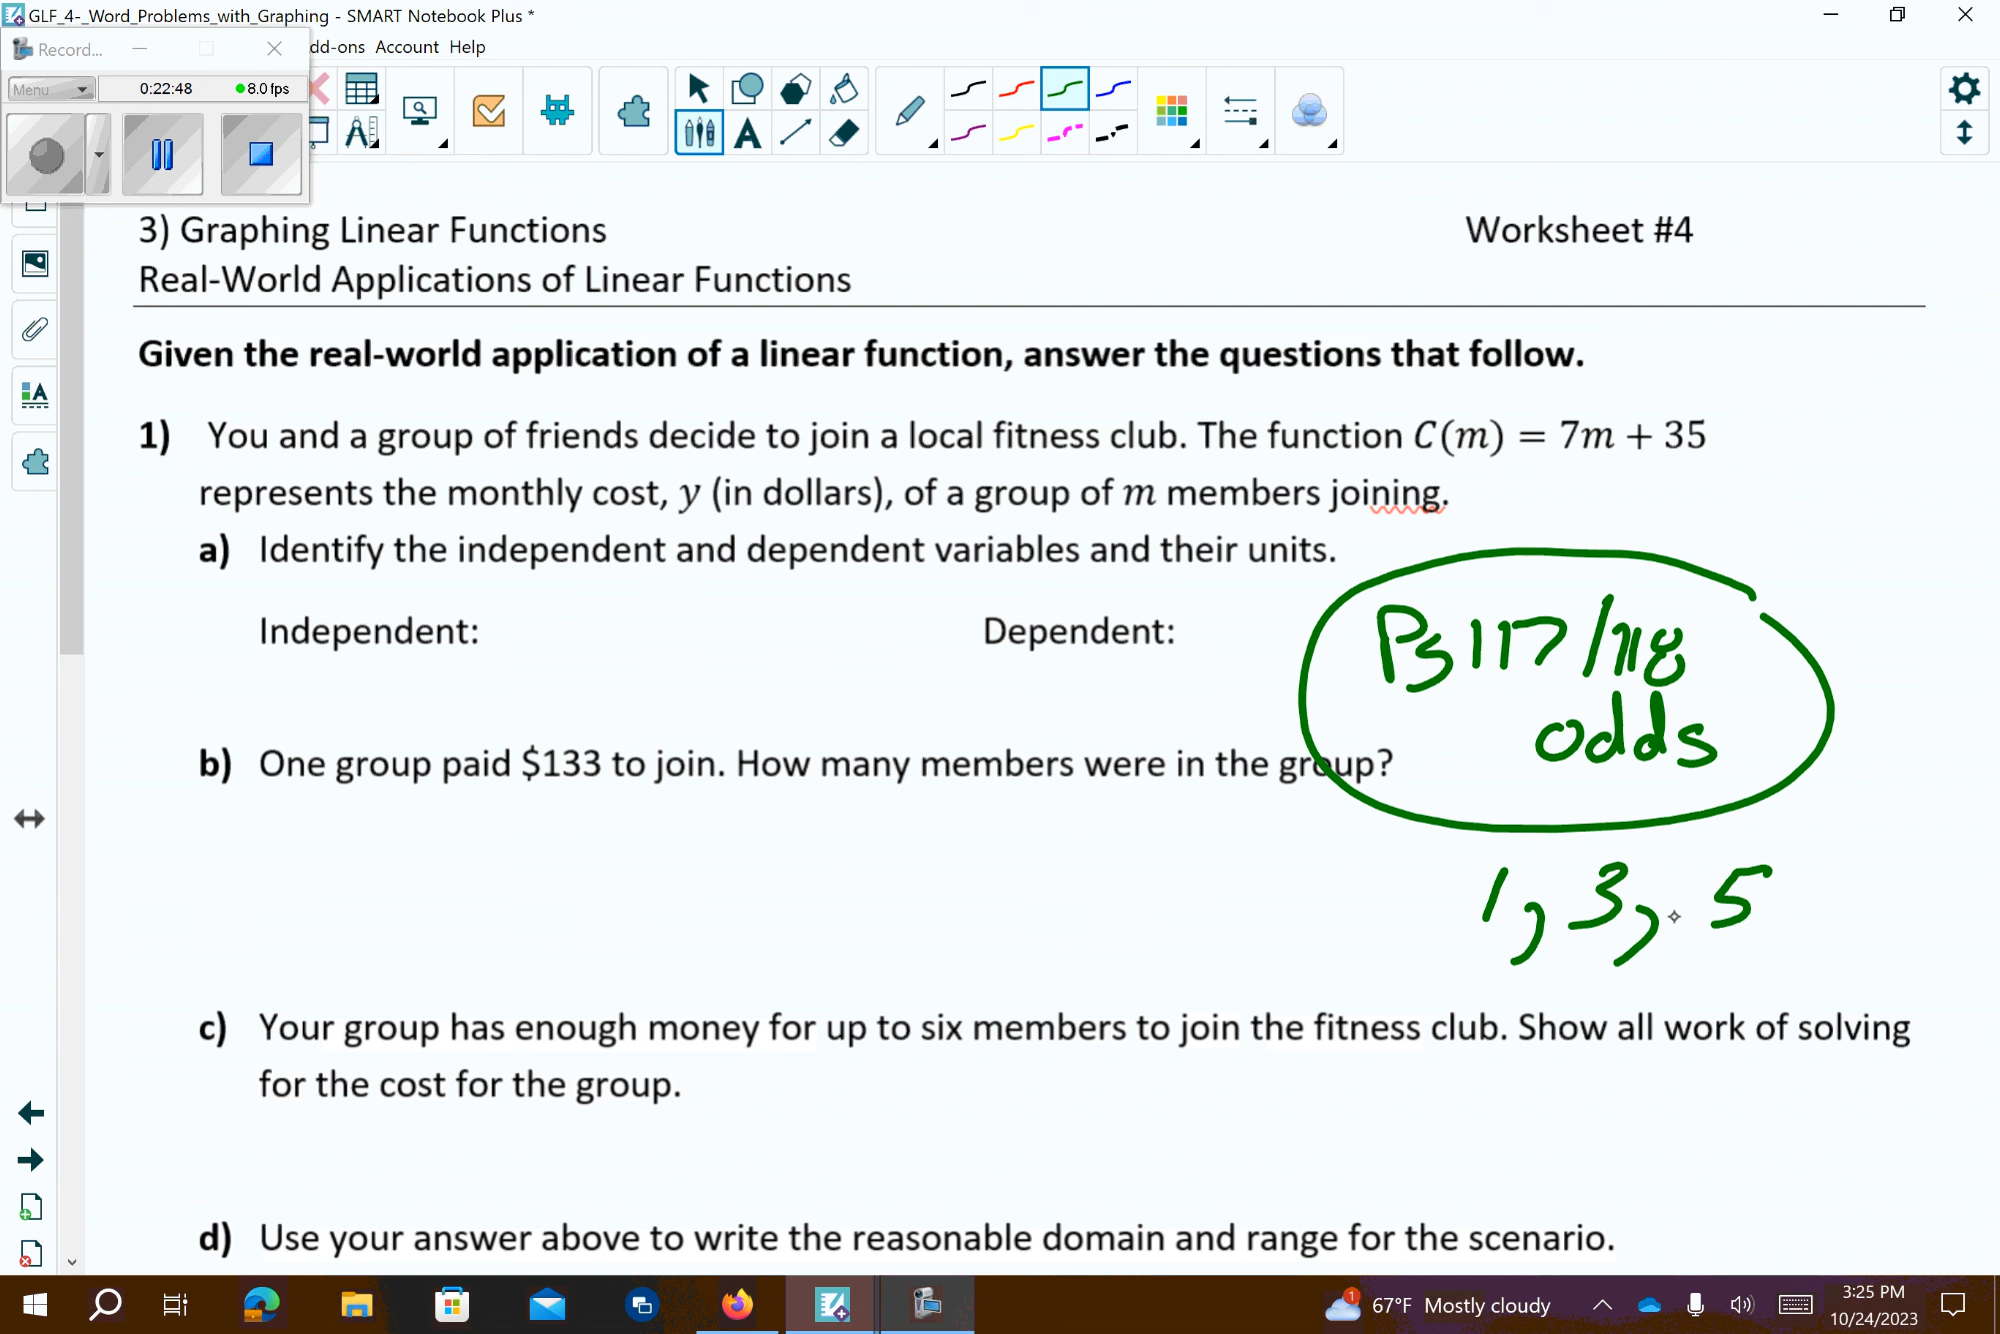 GLF_4-_Word_Problems_with_Graphing - SMART Notebook Plus *
Record...
dd-ons Account Help
Menu 0:22:48 8.0 fps
3) Graphing Linear Functions Worksheet #4
Real-World Applications of Linear Functions
Given the real-world application of a linear function, answer the questions that follow.
1) You and a group of friends decide to join a local fitness club. The function C(m) = 7m + 35
represents the monthly cost, y (in dollars), of a group of m members joining.
a) Identify the independent and dependent variables and their units.
Independent: Dependent:
Pg 117/118
odds
b) One group paid $133 to join. How many members were in the group?
1, 3, 5
c) Your group has enough money for up to six members to join the fitness club. Show all work of solving
for the cost for the group.
d) Use your answer above to write the reasonable domain and range for the scenario.
1
67°F Mostly cloudy
3:25 PM
10/24/2023